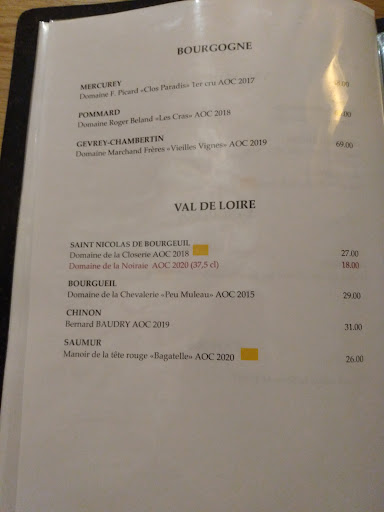 BOURGOGNE
MERCUREY
Domaine F. Picard «Clos Paradis» 1er cru AOC 2017
POMMARD
Domaine Roger Beland «Les Cras» AOC 2018
GEVREY-CHAMBERTIN
Domaine Marchand Frères «Vieilles Vignes» AOC 2019 69.00
VAL DE LOIRE
SAINT NICOLAS DE BOURGEUIL
Domaine de la Closerie AOC 2018 27.00
Domaine de la Noiraie AOC 2020 (37,5 cl) 18.00
BOURGUEIL
Domaine de la Chevalerie «Peu Muleau» AOC 2015 29.00
CHINON
Bernard BAUDRY AOC 2019 31.00
SAUMUR
Manoir de la tête rouge «Bagatelle» AOC 2020 26.00